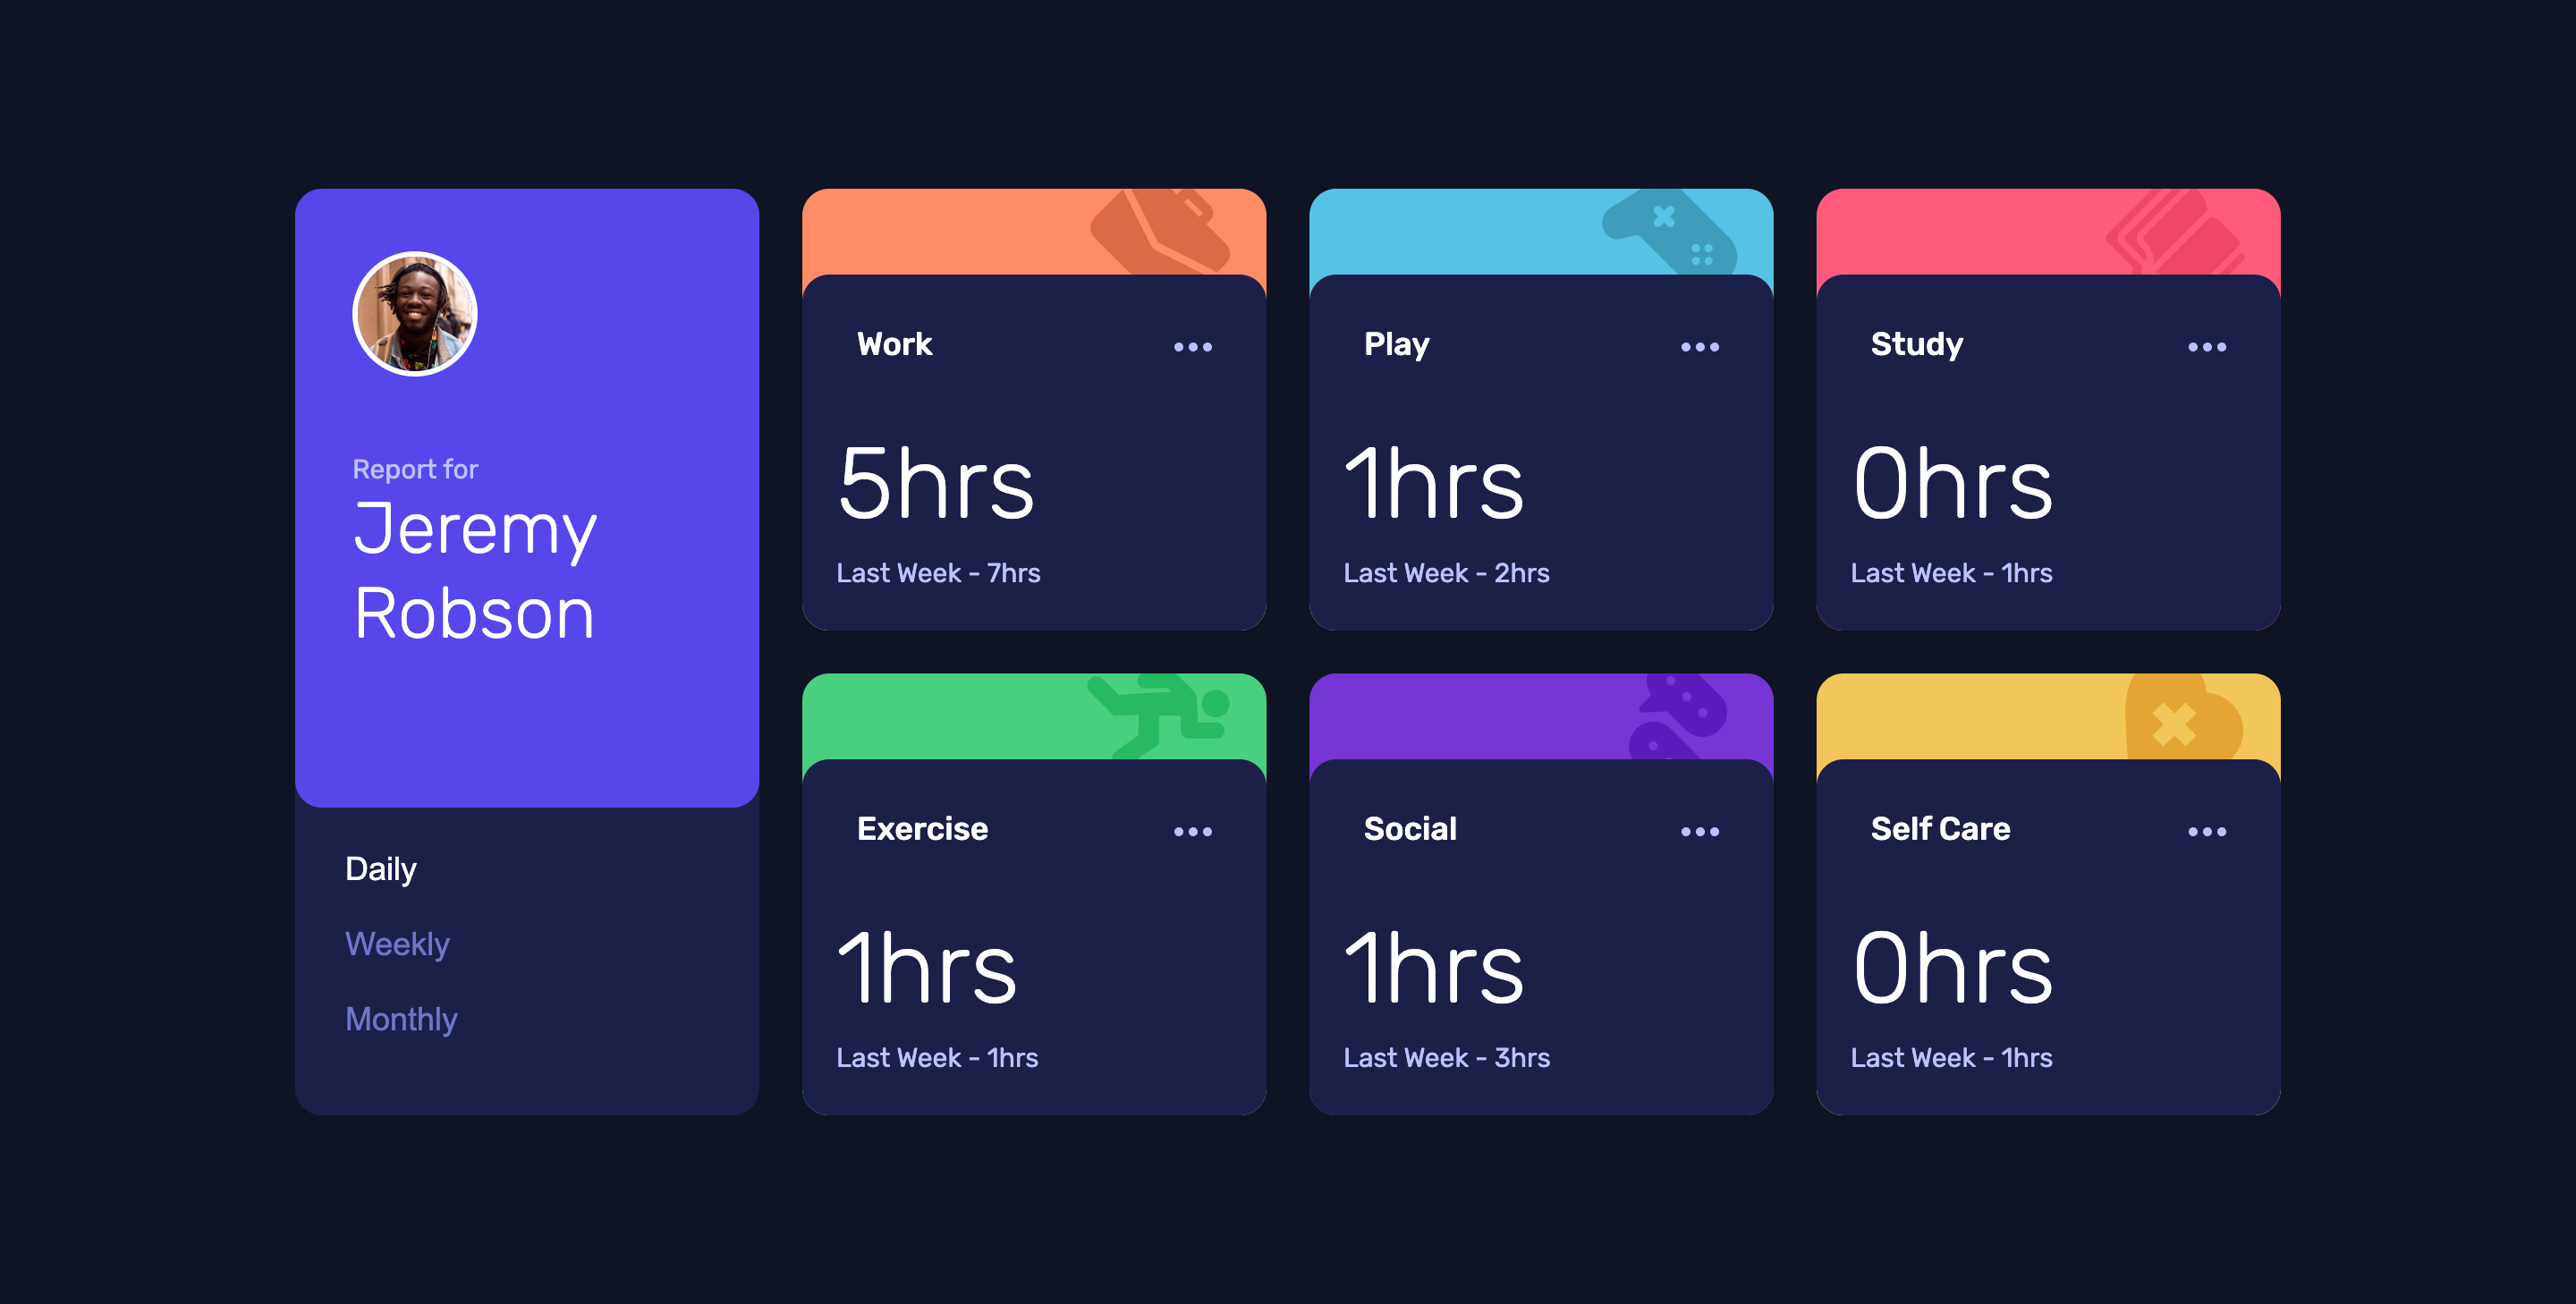 Report for
Jeremy
Robson
Daily
Weekly
Monthly
Work
5hrs
Last Week - 7hrs
Play
1hrs
Last Week - 2hrs
Study
0hrs
Last Week - 1hrs
Exercise
1hrs
Last Week - 1hrs
Social
1hrs
Last Week - 3hrs
Self Care
0hrs
Last Week - 1hrs